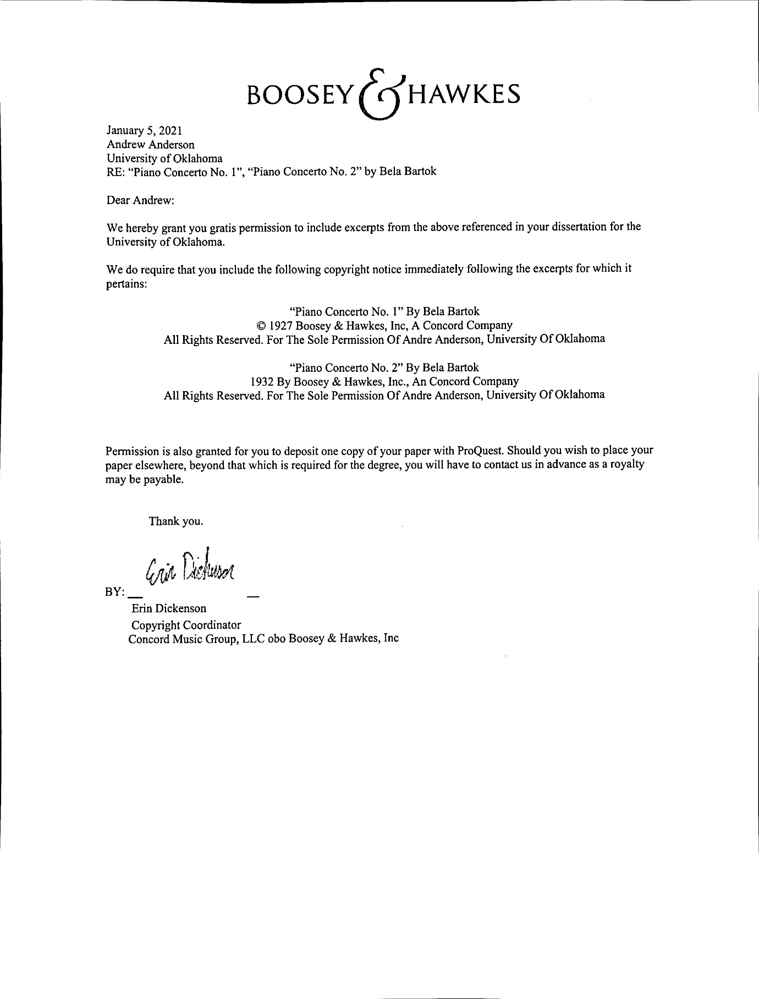 BOOSEY & HAWKES
January 5, 2021
Andrew Anderson
University of Oklahoma
RE: “Piano Concerto No. 1”, “Piano Concerto No. 2” by Bela Bartok
Dear Andrew:
We hereby grant you gratis permission to include excerpts from the above referenced in your dissertation for the
University of Oklahoma.
We do require that you include the following copyright notice immediately following the excerpts for which it
pertains:
“Piano Concerto No. 1” By Bela Bartok
© 1927 Boosey & Hawkes, Inc, A Concord Company
All Rights Reserved. For The Sole Permission Of Andre Anderson, University Of Oklahoma
“Piano Concerto No. 2” By Bela Bartok
1932 By Boosey & Hawkes, Inc., An Concord Company
All Rights Reserved. For The Sole Permission Of Andre Anderson, University Of Oklahoma
Permission is also granted for you to deposit one copy of your paper with ProQuest. Should you wish to place your
paper elsewhere, beyond that which is required for the degree, you will have to contact us in advance as a royalty
may be payable.
Thank you.
Erin Dickenson
BY: __ __
Erin Dickenson
Copyright Coordinator
Concord Music Group, LLC obo Boosey & Hawkes, Inc